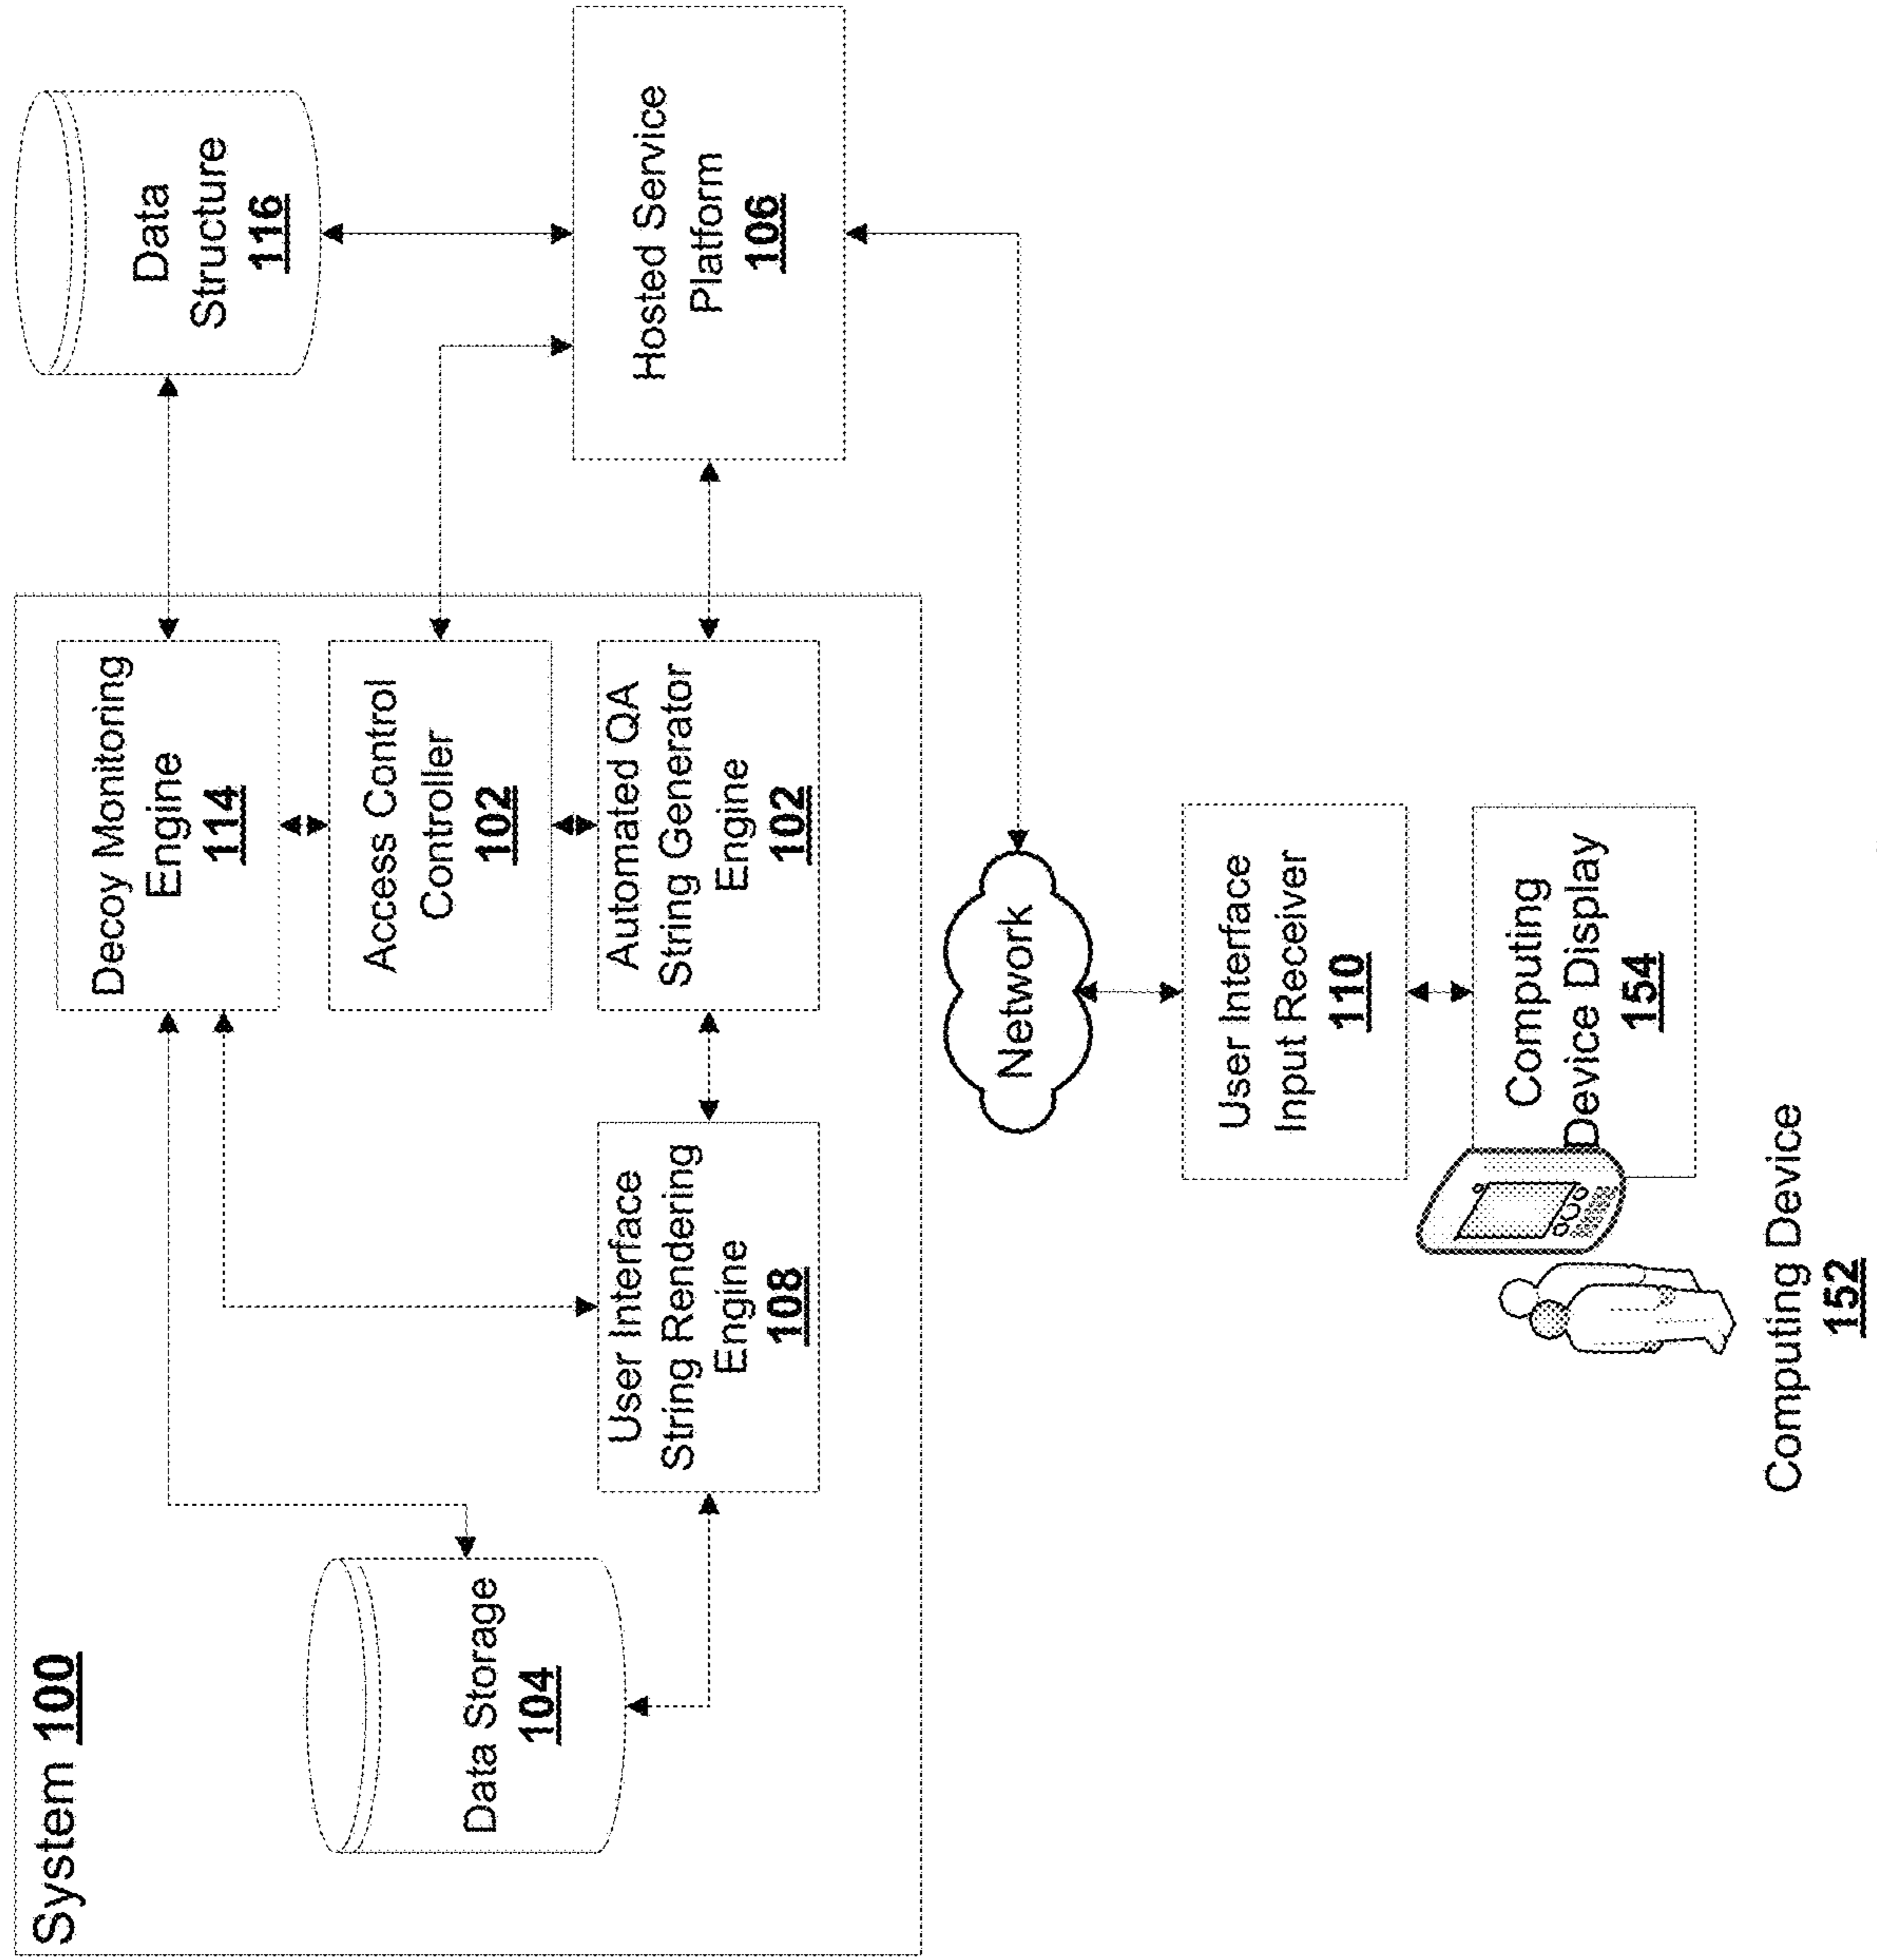 System 100
Data Storage
104
User Interface
String Rendering
Engine
108
Decoy Monitoring
Engine
114
Access Control
Controller
102
Automated QA
String Generator
Engine
102
Data
Structure
116
Hosted Service
Platform
106
Network
User Interface
Input Receiver
110
Computing
Device Display
154
Computing Device
152